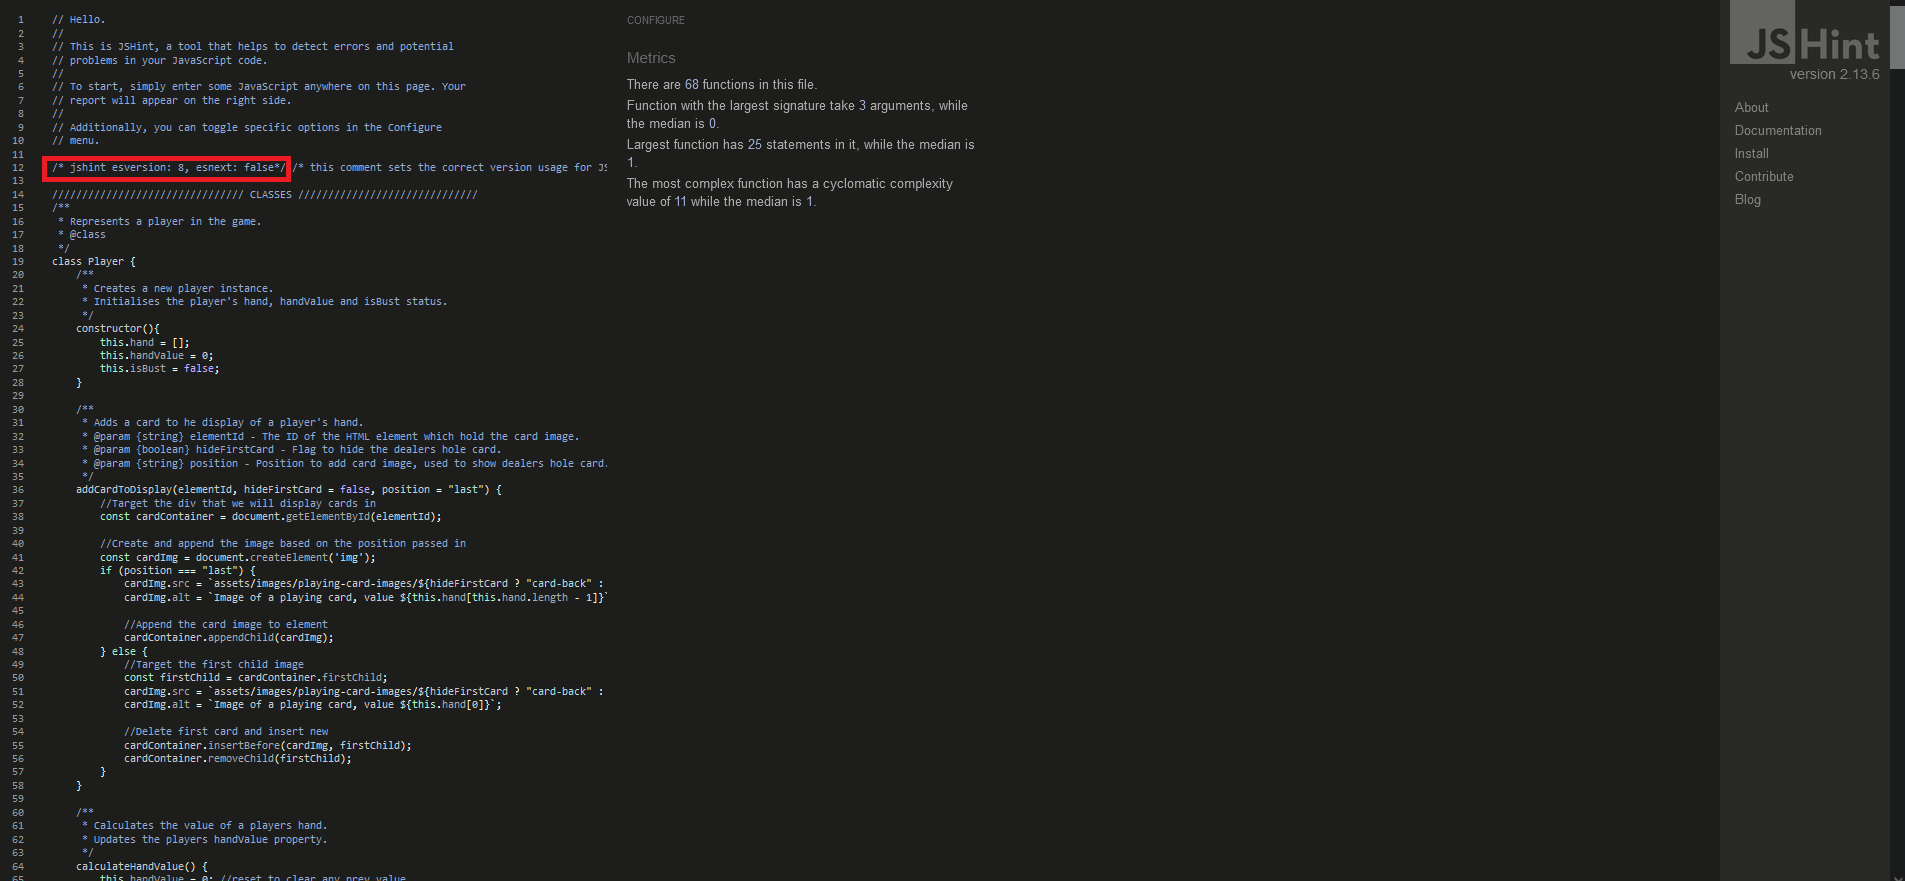 1 // Hello.
2 //
3 // This is JSHint, a tool that helps to detect errors and potential
4 // problems in your JavaScript code.
5 //
6 // To start, simply enter some JavaScript anywhere on this page. Your
7 // report will appear on the right side.
8 //
9 // Additionally, you can toggle specific options in the Configure
10 // menu.
11
12 /* jshint esversion: 8, esnext: false*/ /* this comment sets the correct version usage for JS
13
14 //////////////////////////////// CLASSES //////////////////////////////
15 /**
16 * Represents a player in the game.
17 * @class
18 */
19 class Player {
20 /**
21 * Creates a new player instance.
22 * Initialises the player's hand, handValue and isBust status.
23 */
24 constructor(){
25 this.hand = [];
26 this.handValue = 0;
27 this.isBust = false;
28 }
29
30 /**
31 * Adds a card to he display of a player's hand.
32 * @param {string} elementId - The ID of the HTML element which hold the card image.
33 * @param {boolean} hideFirstCard - Flag to hide the dealers hole card.
34 * @param {string} position - Position to add card image, used to show dealers hole card.
35 */
36 addCardToDisplay(elementId, hideFirstCard = false, position = "last") {
37 //Target the div that we will display cards in
38 const cardContainer = document.getElementById(elementId);
39
40 //Create and append the image based on the position passed in
41 const cardImg = document.createElement('img');
42 if (position === "last") {
43 cardImg.src = `assets/images/playing-card-images/${hideFirstCard ? "card-back" :
44 cardImg.alt = `Image of a playing card, value ${this.hand[this.hand.length - 1]}`
45
46 //Append the card image to element
47 cardContainer.appendChild(cardImg);
48 } else {
49 //Target the first child image
50 const firstChild = cardContainer.firstChild;
51 cardImg.src = `assets/images/playing-card-images/${hideFirstCard ? "card-back" :
52 cardImg.alt = `Image of a playing card, value ${this.hand[0]}`;
53
54 //Delete first card and insert new
55 cardContainer.insertBefore(cardImg, firstChild);
56 cardContainer.removeChild(firstChild);
57 }
58 }
59
60 /**
61 * Calculates the value of a players hand.
62 * Updates the players handValue property.
63 */
64 calculateHandValue() {
65 this.handValue = 0; //reset to clear any prev value
CONFIGURE
Metrics
There are 68 functions in this file.
Function with the largest signature take 3 arguments, while
the median is 0.
Largest function has 25 statements in it, while the median is
1.
The most complex function has a cyclomatic complexity
value of 11 while the median is 1.
JSHint
version 2.13.6
About
Documentation
Install
Contribute
Blog